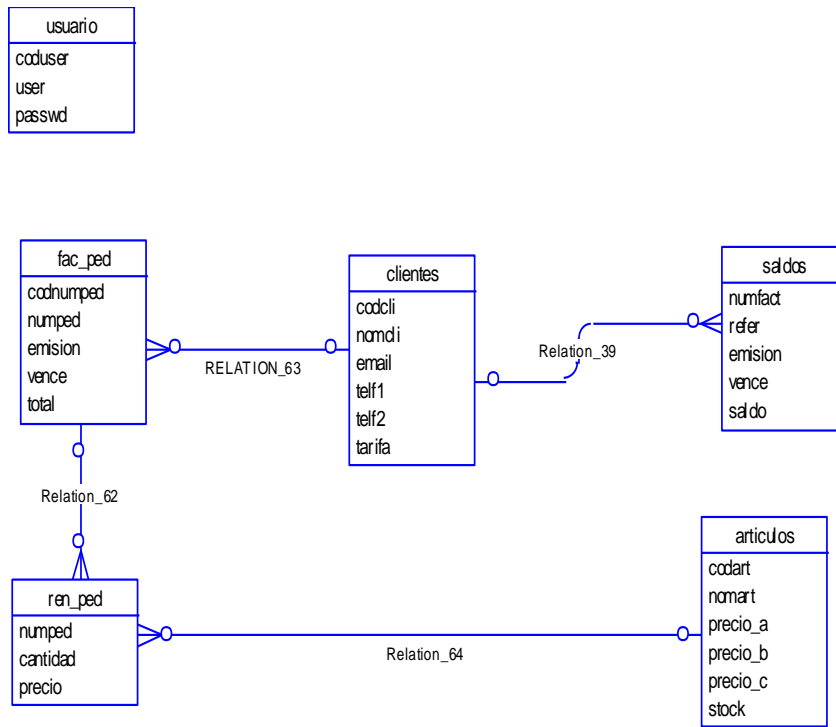 usuario
coduser
user
passwd
fac_ped
codnumped
numped
emision
vence
total
RELATION_63
clientes
codcli
nomcli
email
telf1
telf2
tarifa
Relation_39
saldos
numfact
refer
emision
vence
saldo
Relation_62
ren_ped
numped
cantidad
precio
Relation_64
articulos
codart
nomart
precio_a
precio_b
precio_c
stock